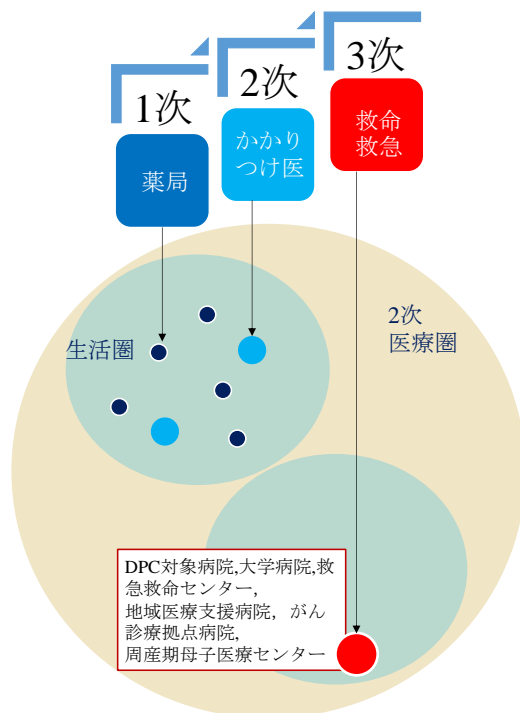 1次
2次
3次
薬局
かかり
つけ医
救命
救急
生活圏
2次
医療圏
DPC対象病院,大学病院,救
急救命センター,
地域医療支援病院, がん
診療拠点病院,
周産期母子医療センター